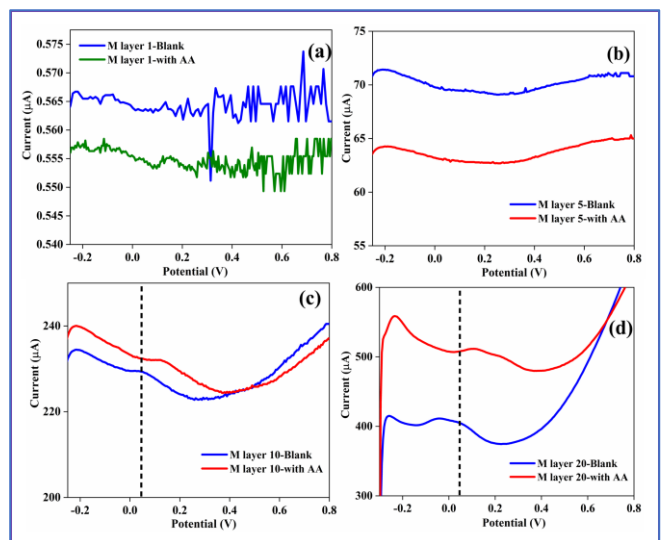 (a)
M layer 1-Blank
M layer 1-with AA
0.575
0.570
0.565
0.560
0.555
0.550
0.545
0.540
Current (µA)
-0.2 0.0 0.2 0.4 0.6 0.8
Potential (V)
(b)
75
70
65
60
55
Current (µA)
M layer 5-Blank
M layer 5-with AA
-0.2 0.0 0.2 0.4 0.6 0.8
Potential (V)
(c)
240
220
200
Current (µA)
M layer 10-Blank
M layer 10-with AA
-0.2 0.0 0.2 0.4 0.6 0.8
Potential (V)
(d)
600
500
400
300
Current (µA)
M layer 20-Blank
M layer 20-with AA
-0.2 0.0 0.2 0.4 0.6 0.8
Potential (V)